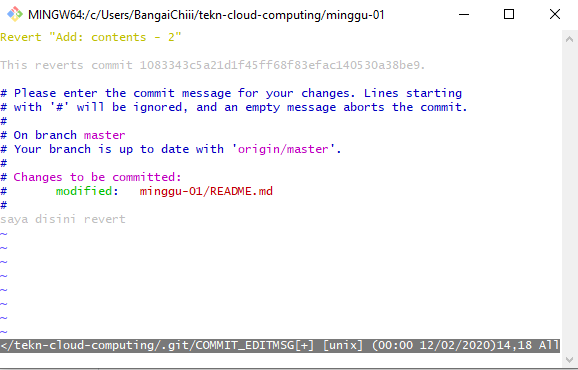 MINGW64:/c/Users/BangaiChiii/tekn-cloud-computing/minggu-01
Revert "Add: contents - 2"
This reverts commit 1083343c5a21d1f45ff68f83efac140530a38be9.
# Please enter the commit message for your changes. Lines starting
# with '#' will be ignored, and an empty message aborts the commit.
#
# On branch master
# Your branch is up to date with 'origin/master'.
#
# Changes to be committed:
#       modified:   minggu-01/README.md
#
saya disini revert
~
~
~
~
~
~
~
</tekn-cloud-computing/.git/COMMIT_EDITMSG[+] [unix] (00:00 12/02/2020)14,18 All